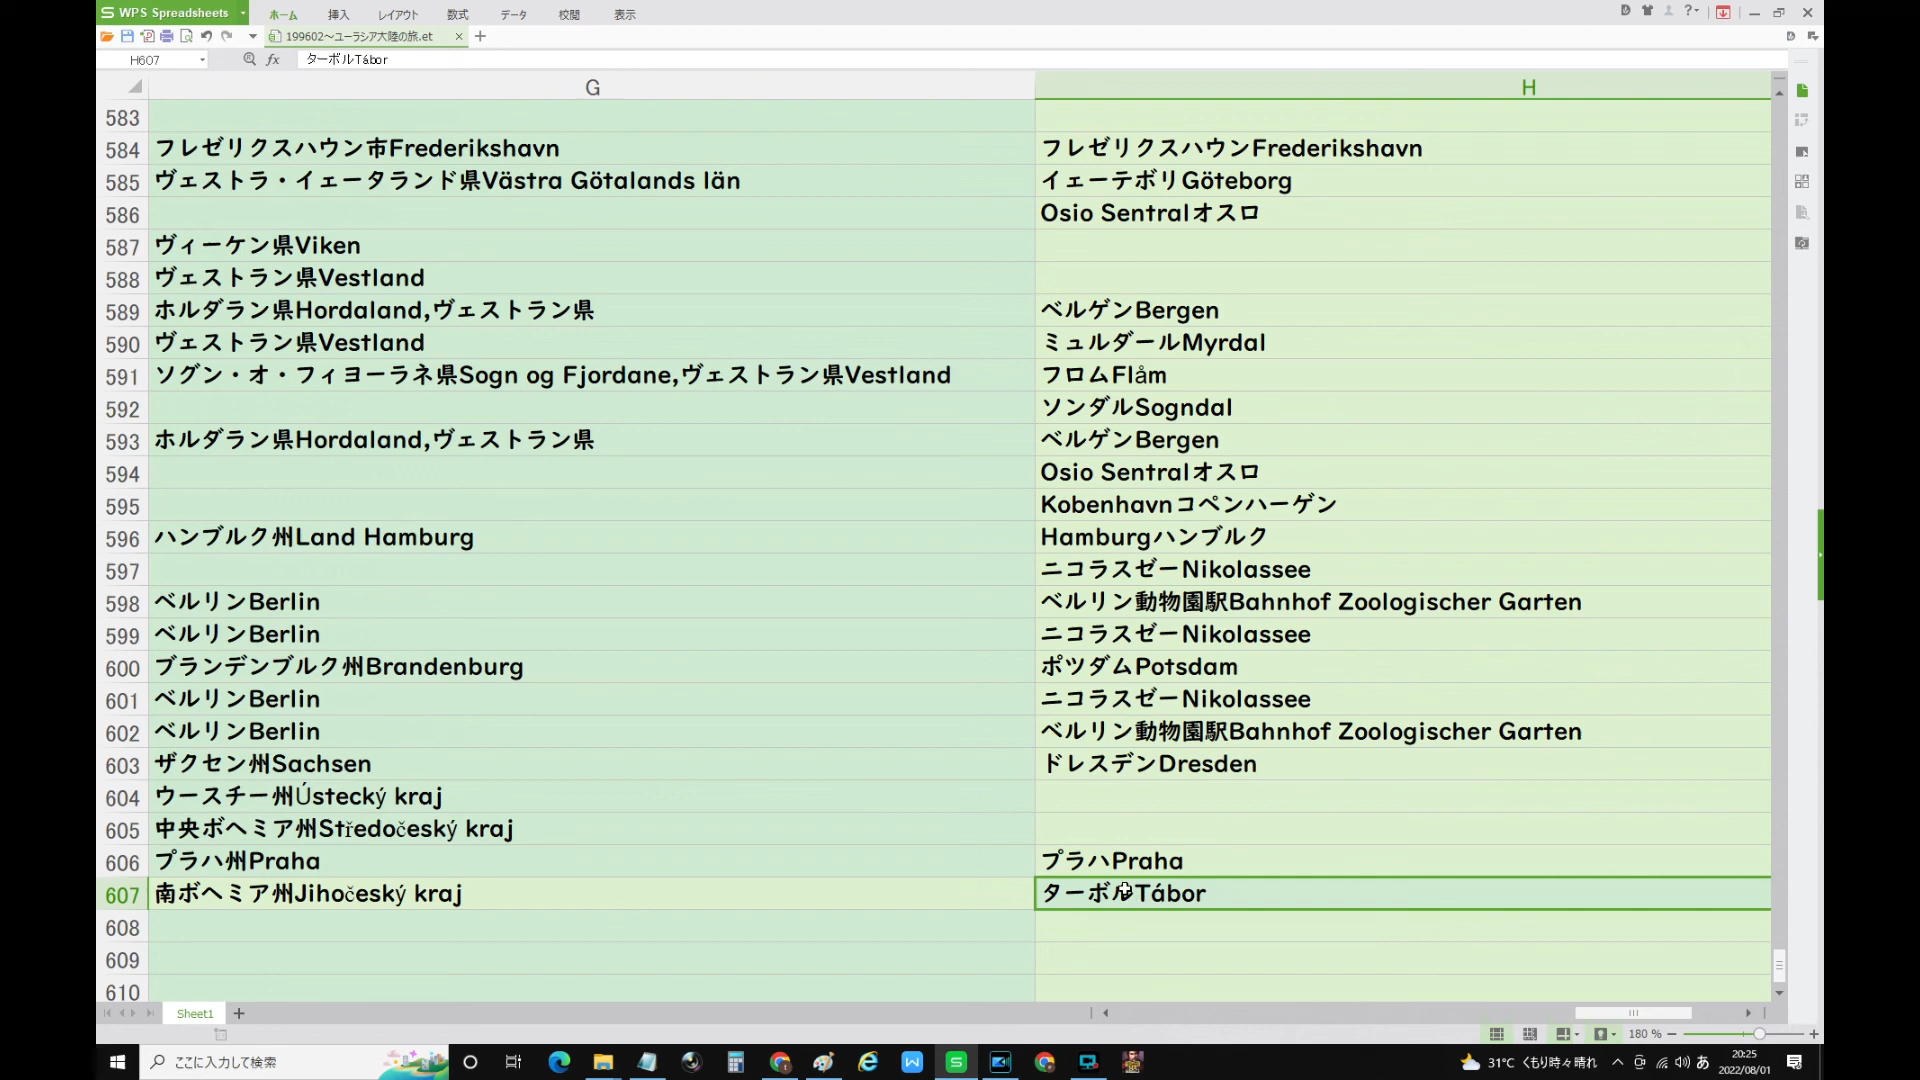 WPS Spreadsheets
ホーム 挿入 レイアウト 数式 データ 校閲 表示
199602～ユーラシア大陸の旅.et
H607 fx ターボルTábor
G H
583
584 フレゼリクスハウン市Frederikshavn フレゼリクスハウンFrederikshavn
585 ヴェストラ・イェータランド県Västra Götalands län イェーテボリGöteborg
586 Osio Sentralオスロ
587 ヴィーケン県Viken
588 ヴェストラン県Vestland
589 ホルダラン県Hordaland,ヴェストラン県 ベルゲンBergen
590 ヴェストラン県Vestland ミュルダールMyrdal
591 ソグン・オ・フィヨーラネ県Sogn og Fjordane,ヴェストラン県Vestland フロムFlåm
592 ソンダルSogndal
593 ホルダラン県Hordaland,ヴェストラン県 ベルゲンBergen
594 Osio Sentralオスロ
595 Kobenhavnコペンハーゲン
596 ハンブルク州Land Hamburg Hamburgハンブルク
597 ニコラスゼーNikolassee
598 ベルリンBerlin ベルリン動物園駅Bahnhof Zoologischer Garten
599 ベルリンBerlin ニコラスゼーNikolassee
600 ブランデンブルク州Brandenburg ポツダムPotsdam
601 ベルリンBerlin ニコラスゼーNikolassee
602 ベルリンBerlin ベルリン動物園駅Bahnhof Zoologischer Garten
603 ザクセン州Sachsen ドレスデンDresden
604 ウースチー州Ústecký kraj
605 中央ボヘミア州Středočeský kraj
606 プラハ州Praha プラハPraha
607 南ボヘミア州Jihočeský kraj ターボルTábor
608
609
610
Sheet1
180 %
ここに入力して検索
31°C くもり時々晴れ あ 20:25
2022/08/01